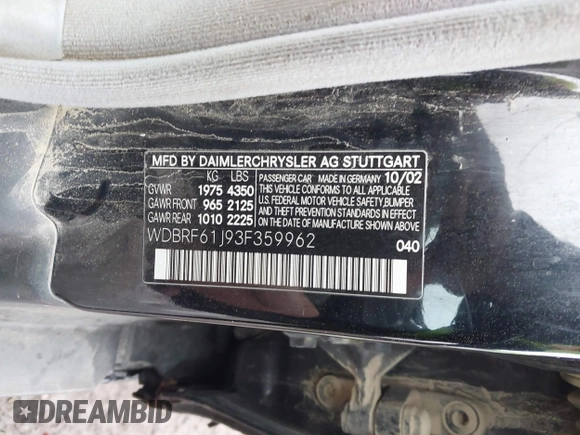 MFD BY DAIMLERCHRYSLER AG STUTTGART
KG LBS
GVWR 1975 4350
GAWR FRONT 965 2125
GAWR REAR 1010 2225
PASSENGER CAR MADE IN GERMANY 10/02
THIS VEHICLE CONFORMS TO ALL APPLICABLE
U.S. FEDERAL MOTOR VEHICLE SAFETY,BUMPER
AND THEFT PREVENTION STANDARDS IN EFFECT
ON THE DATE OF MANUFACTURE SHOWN ABOVE
WDBRF61J93F359962
040
DREAMBID